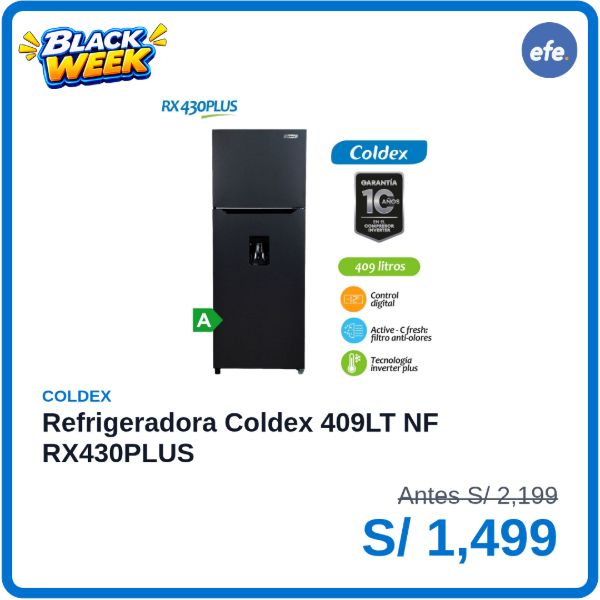 BLACK
WEEK
efe.
RX430PLUS
Coldex
GARANTÍA
10 AÑOS
EN EL
COMPRESOR
INVERTER
409 litros
Control
digital
Active - C fresh:
filtro anti-olores
Tecnología
inverter plus
A
COLDEX
Refrigeradora Coldex 409LT NF
RX430PLUS
Antes S/ 2,199
S/ 1,499